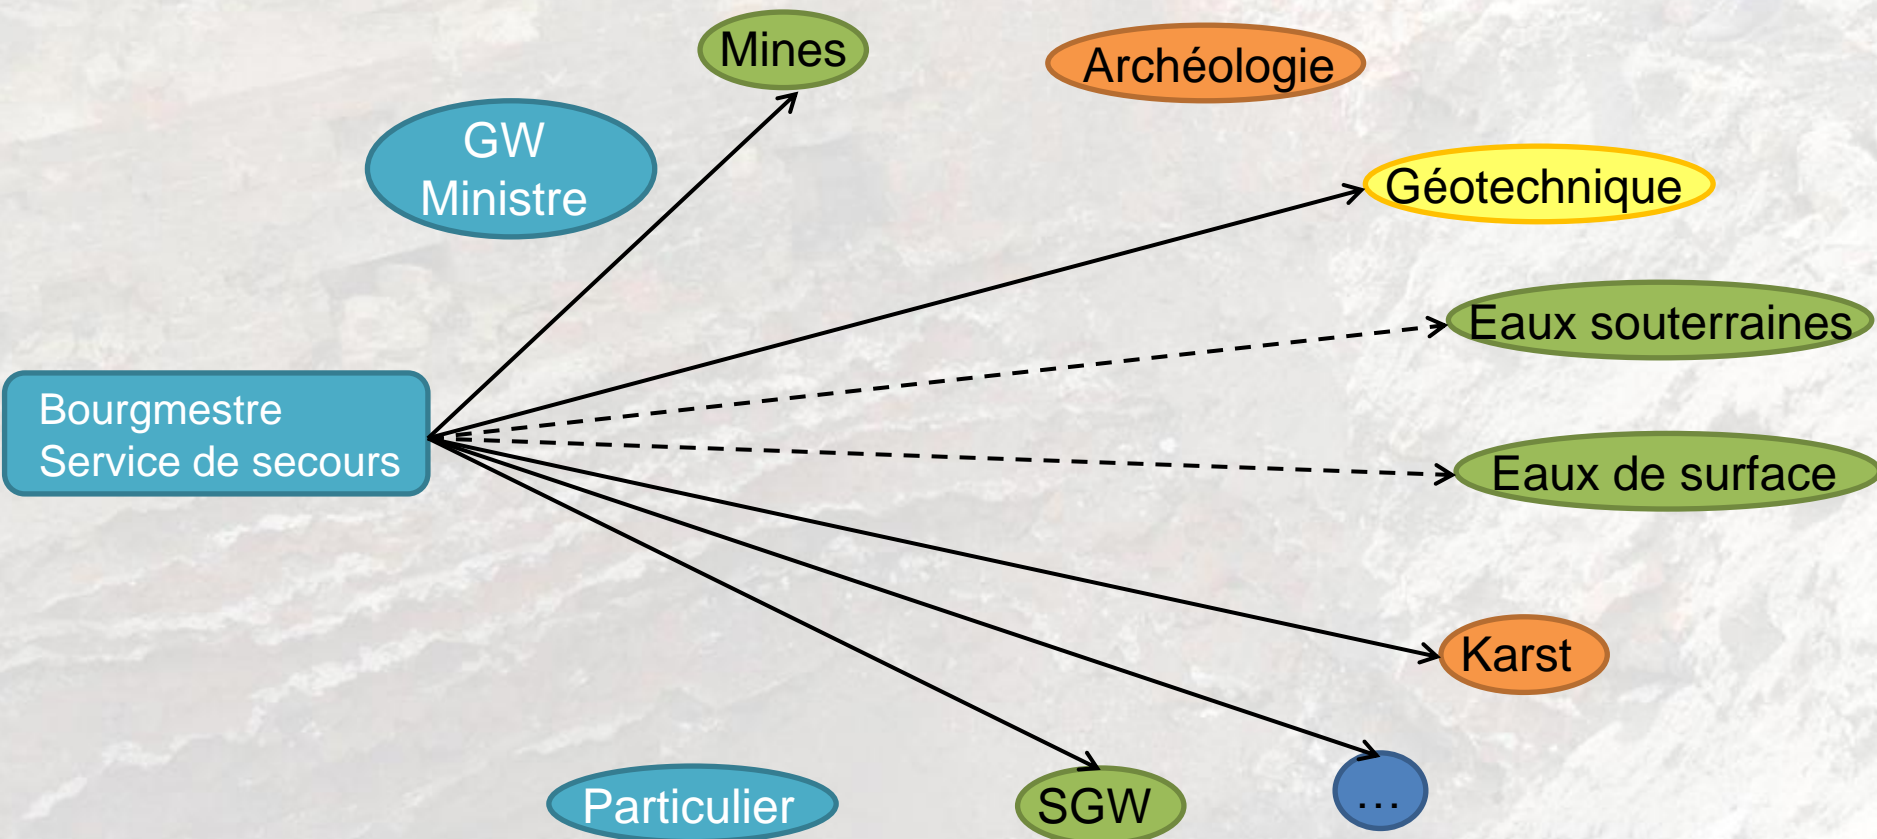 Mines
Archéologie
GW
Ministre
Géotechnique
Eaux souterraines
Bourgmestre
Service de secours
Eaux de surface
Karst
Particulier
SGW
...